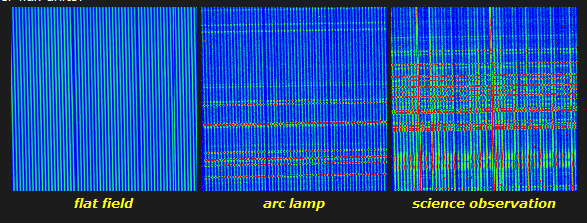 flat field
arc lamp
science observation